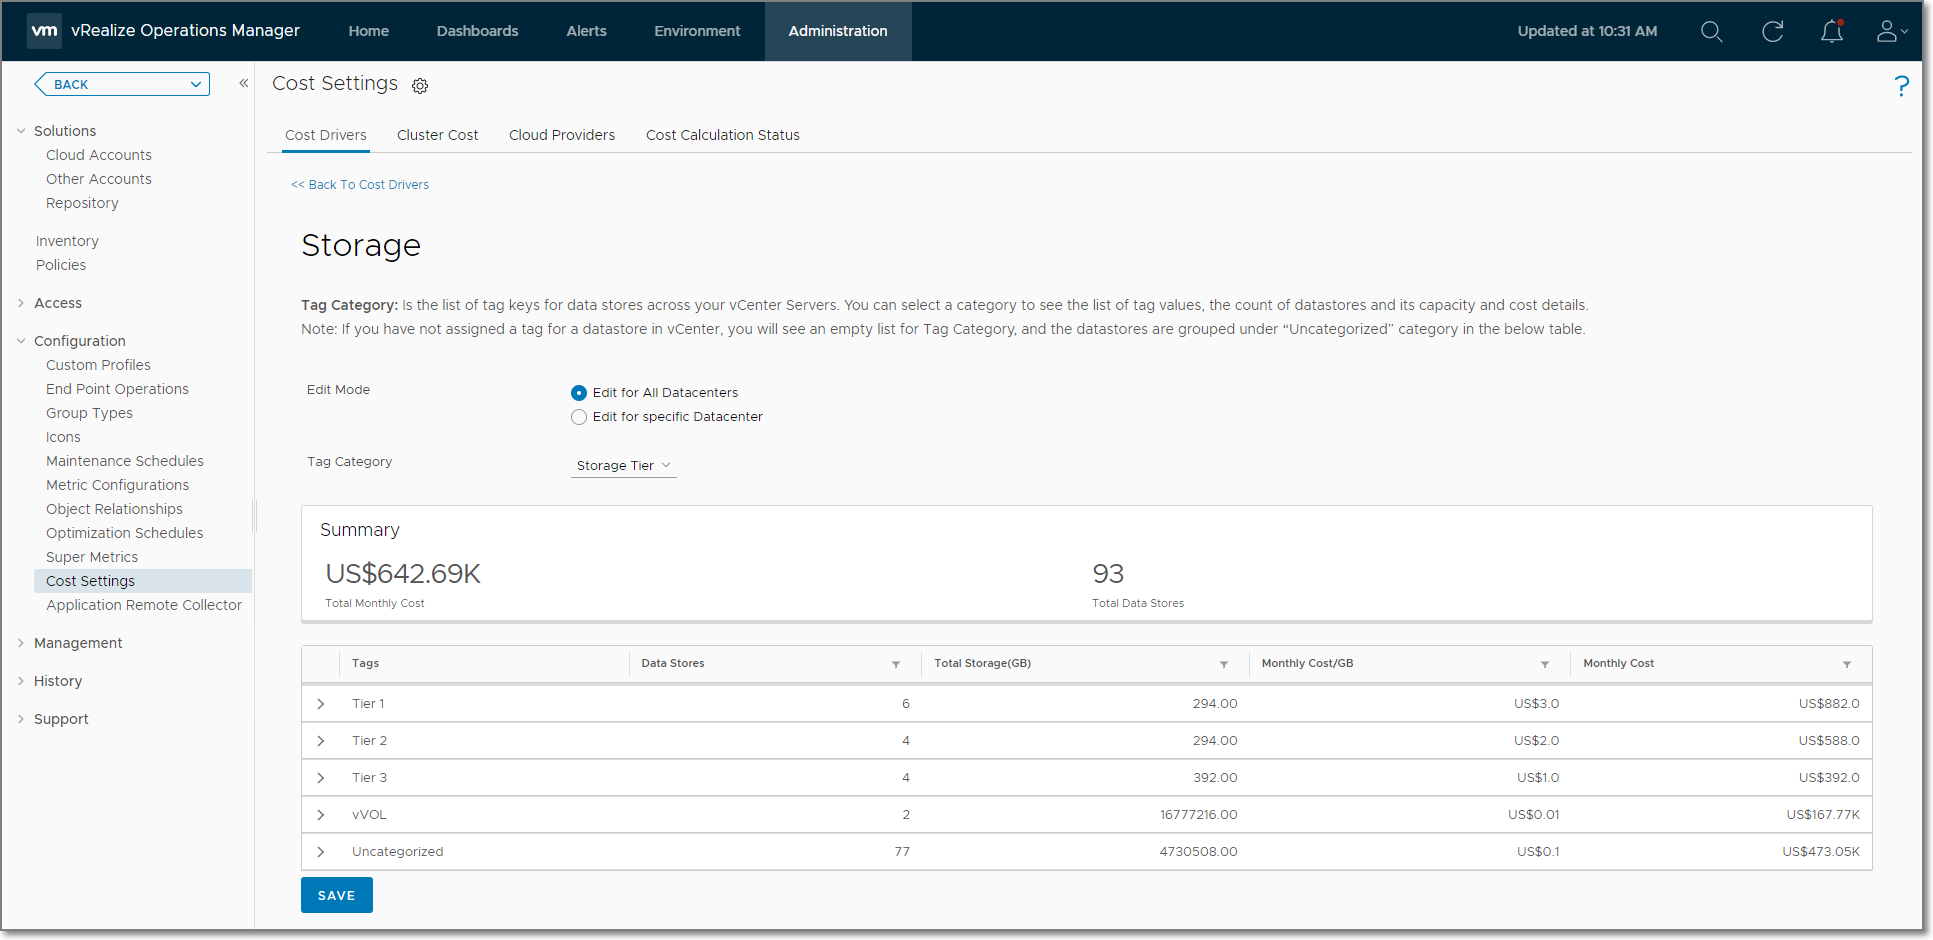 vm vRealize Operations Manager Home Dashboards Alerts Environment Administration Updated at 10:31 AM
BACK «
Solutions
Cloud Accounts
Other Accounts
Repository
Inventory
Policies
Access
Configuration
Custom Profiles
End Point Operations
Group Types
Icons
Maintenance Schedules
Metric Configurations
Object Relationships
Optimization Schedules
Super Metrics
Cost Settings
Application Remote Collector
Management
History
Support
Cost Settings ?
Cost Drivers Cluster Cost Cloud Providers Cost Calculation Status
<< Back To Cost Drivers
Storage
Tag Category: Is the list of tag keys for data stores across your vCenter Servers. You can select a category to see the list of tag values, the count of datastores and its capacity and cost details.
Note: If you have not assigned a tag for a datastore in vCenter, you will see an empty list for Tag Category, and the datastores are grouped under “Uncategorized” category in the below table.
Edit Mode Edit for All Datacenters
Edit for specific Datacenter
Tag Category Storage Tier
Summary
US$642.69K 93
Total Monthly Cost Total Data Stores
Tags Data Stores Total Storage(GB) Monthly Cost/GB Monthly Cost
Tier 1 6 294.00 US$3.0 US$882.0
Tier 2 4 294.00 US$2.0 US$588.0
Tier 3 4 392.00 US$1.0 US$392.0
vVOL 2 16777216.00 US$0.01 US$167.77K
Uncategorized 77 4730508.00 US$0.1 US$473.05K
SAVE